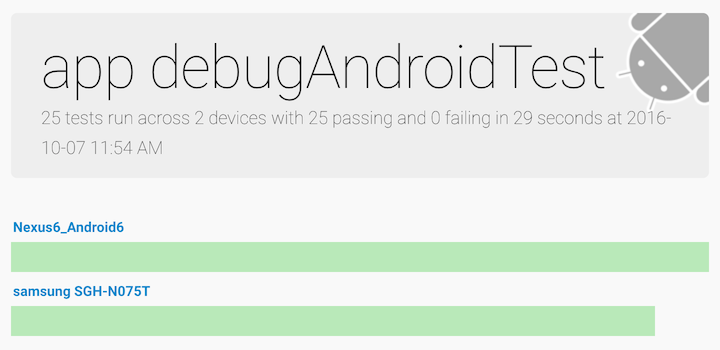 app debugAndroidTest
25 tests run across 2 devices with 25 passing and 0 failing in 29 seconds at 2016-
10-07 11:54 AM
Nexus6_Android6
samsung SGH-N075T